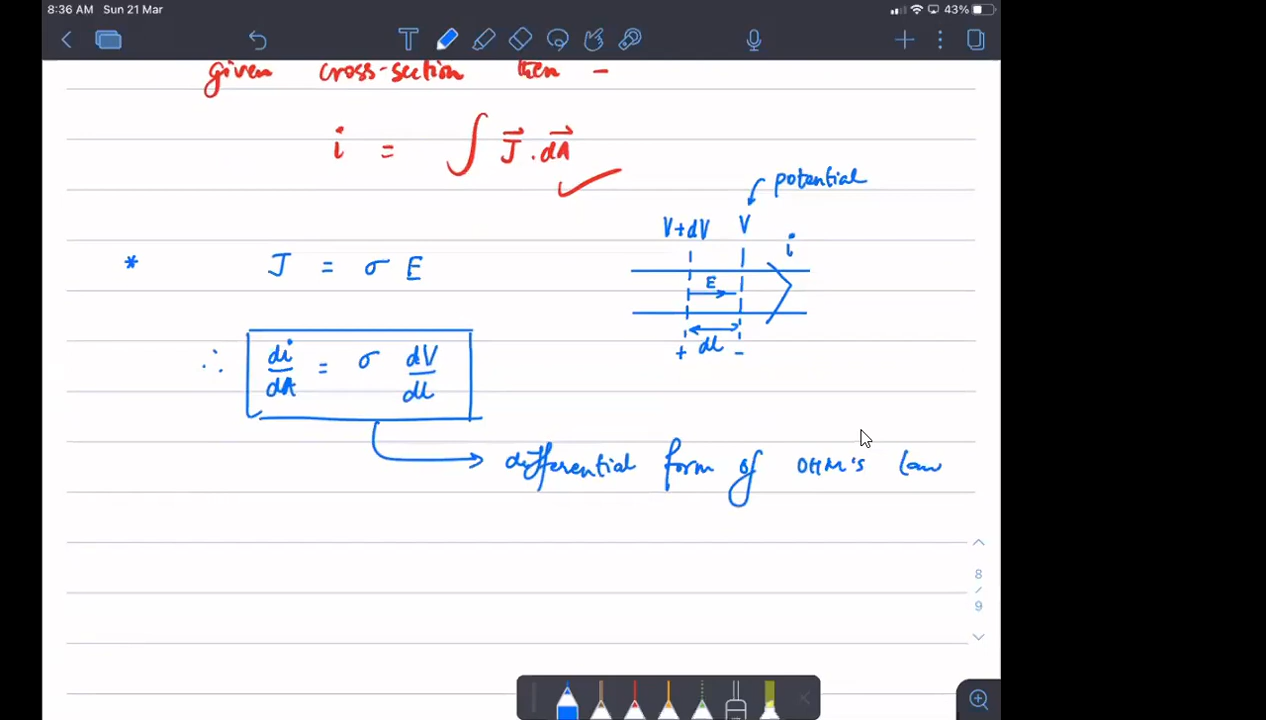 8:36 AM Sun 21 Mar
43%
given cross-section then -
i = ∫ J⃗ . dA⃗
potential
V+dV V
i
* J = σ E
E
dl
+ -
∴ di/dA = σ dV/dl
differential form of OHM's law
8
/
9